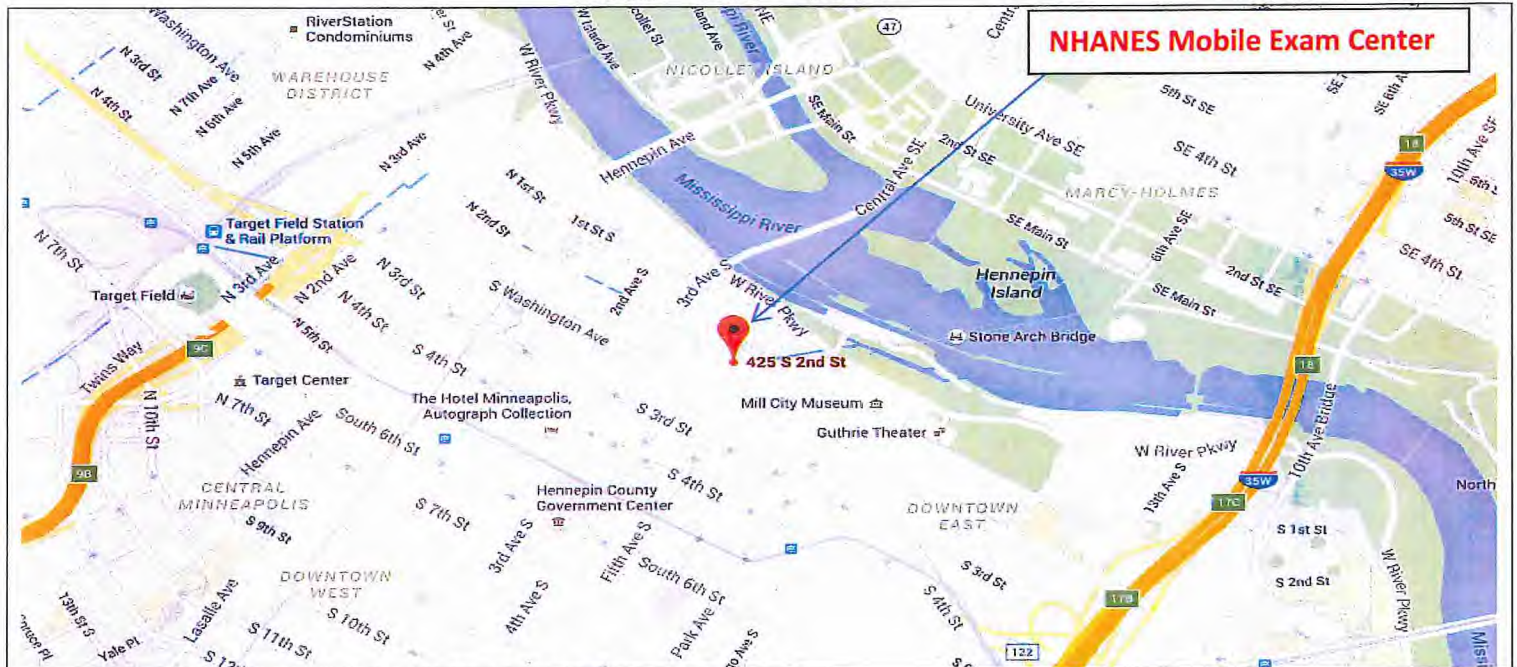 NHANES Mobile Exam Center
RiverStation
Condominiums
Washington Ave
N 3rd St
N 7th Ave
N 6th Ave
N 5th Ave
N 4th Ave
N 4th St
N 3rd Ave
WAREHOUSE
DISTRICT
W River Pkwy
W Island Ave
NICOLLET ISLAND
47
SE Main St
University Ave SE
5th St SE
2nd St SE
SE 4th St
18
35W
10th Ave SE
Hennepin Ave
Central Ave SE
MARCY-HOLMES
Mississippi River
N 1st St
1st St S
N 2nd St
SE Main St
6th Ave SE
5th St SE
SE 4th St
2nd St SE
Target Field Station
& Rail Platform
N 7th St
N 3rd Ave
N 2nd Ave
N 3rd St
2nd Ave S
3rd Ave S
W River Pkwy
Hennepin
Island
SE Main St
Target Field
N 4th St
S Washington Ave
N 5th St
Stone Arch Bridge
425 S 2nd St
9C
Twins Way
S 4th St
18
Target Center
The Hotel Minneapolis,
Autograph Collection
Mill City Museum
10th Ave Bridge
N 10th St
N 7th St
Hennepin Ave
South 6th St
S 3rd St
Guthrie Theater
W River Pkwy
9B
CENTRAL
MINNEAPOLIS
S 4th St
13th Ave S
35W
17C
North
Hennepin County
Government Center
DOWNTOWN
EAST
S 9th St
S 7th St
S 1st St
3rd Ave S
Fifth Ave S
W River Pkwy
DOWNTOWN
WEST
South 6th St
S 3rd St
S 2nd St
17B
13th St S
Lasalle Ave
S 10th St
4th Ave S
Park Ave
S 4th St
Yale Pl
S 11th St
122